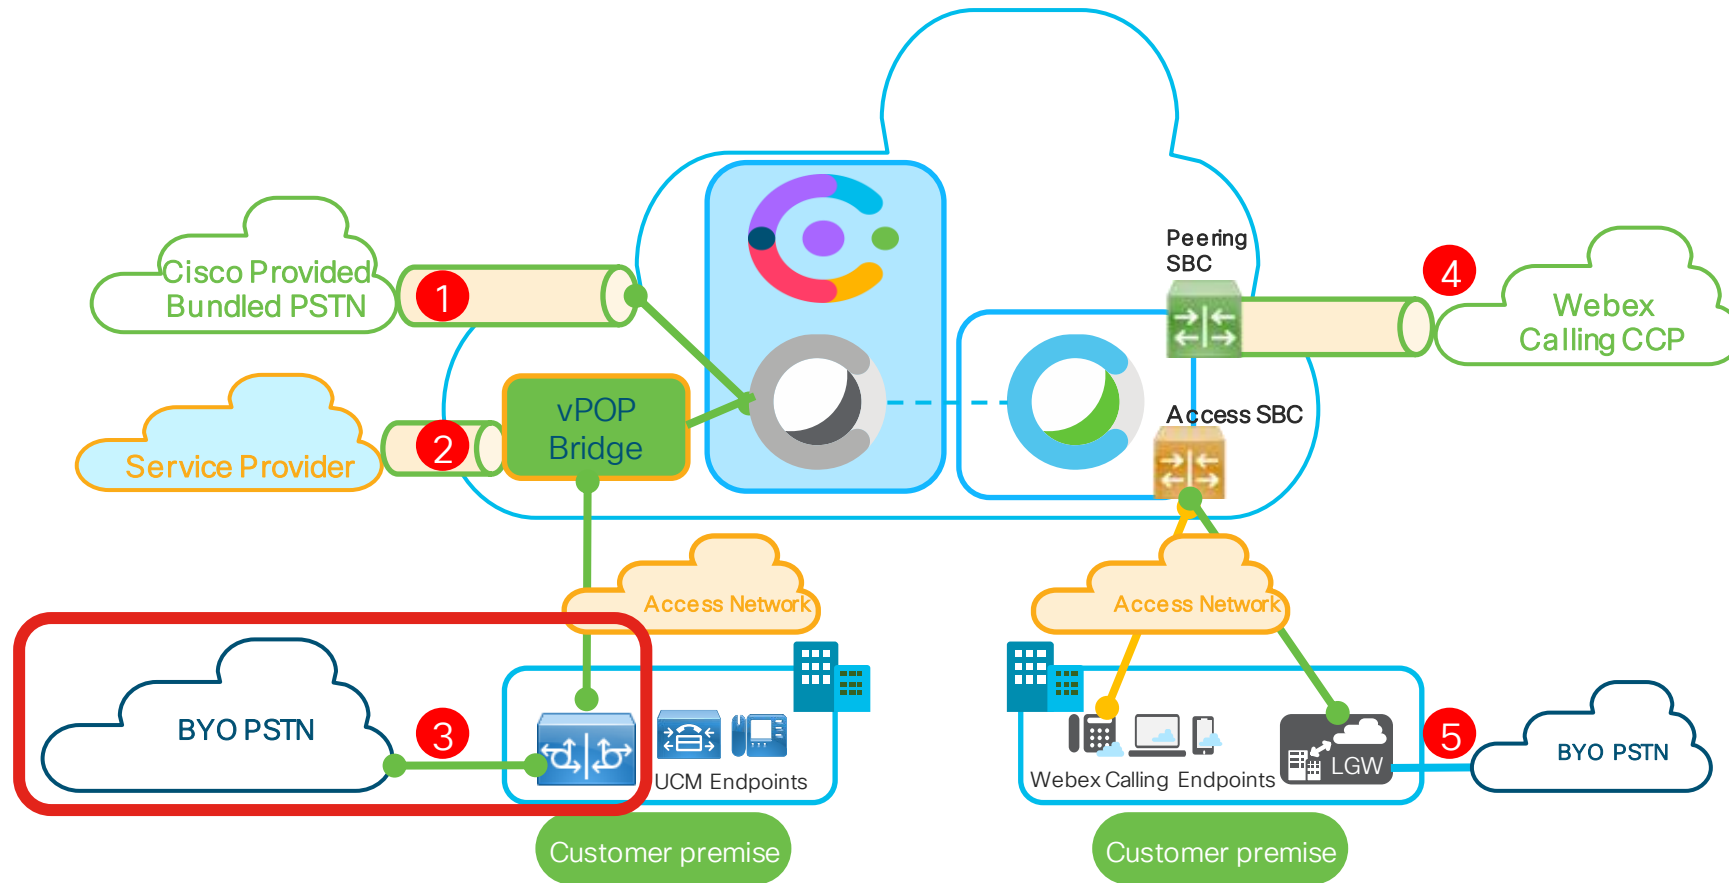 Peering
SBC
Cisco Provided
Bundled PSTN
1
4
Webex
Calling CCP
vPOP
Bridge
Access SBC
Service Provider
2
Access Network
Access Network
BYO PSTN
3
UCM Endpoints
Webex Calling Endpoints
LGW
5
BYO PSTN
Customer premise
Customer premise